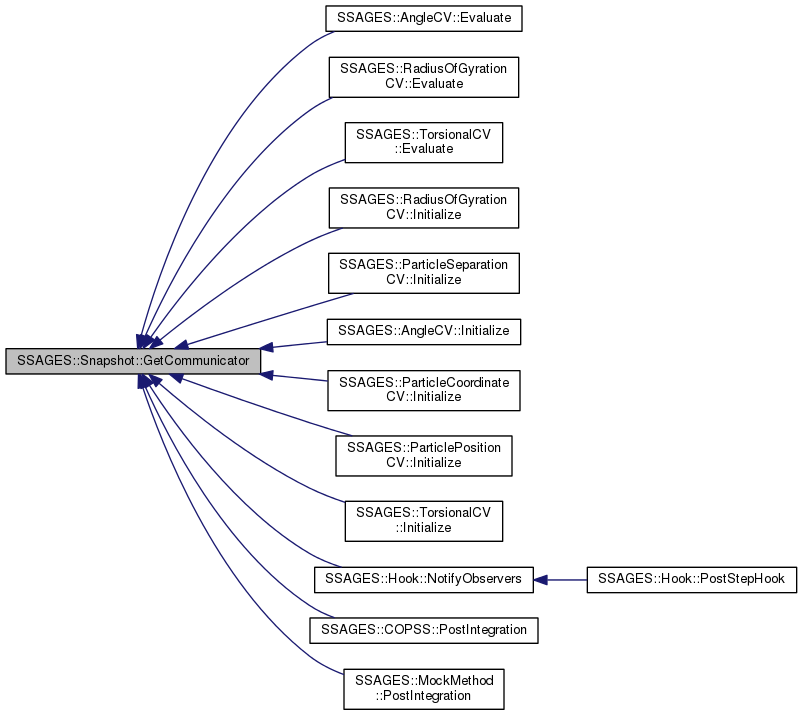 SSAGES::AngleCV::Evaluate
SSAGES::RadiusOfGyration
CV::Evaluate
SSAGES::TorsionalCV
::Evaluate
SSAGES::RadiusOfGyration
CV::Initialize
SSAGES::ParticleSeparation
CV::Initialize
SSAGES::AngleCV::Initialize
SSAGES::Snapshot::GetCommunicator
SSAGES::ParticleCoordinate
CV::Initialize
SSAGES::ParticlePosition
CV::Initialize
SSAGES::TorsionalCV
::Initialize
SSAGES::Hook::NotifyObservers
SSAGES::Hook::PostStepHook
SSAGES::COPSS::PostIntegration
SSAGES::MockMethod
::PostIntegration